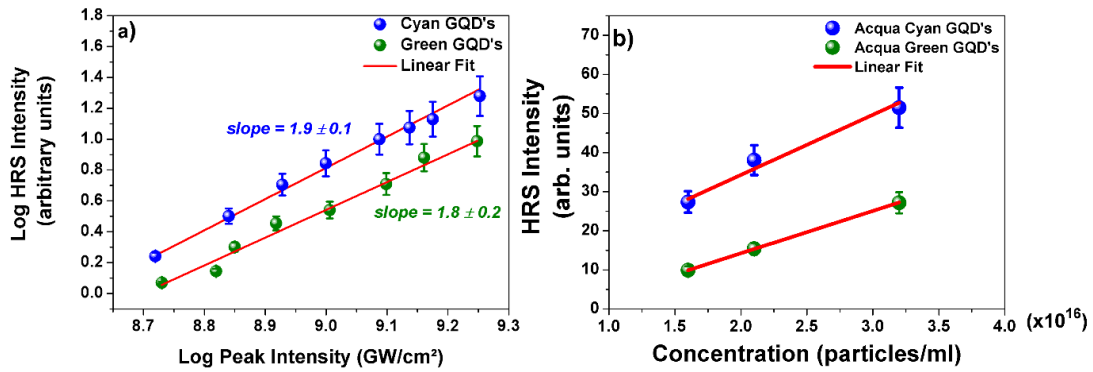 a)
Cyan GQD's
Green GQD's
Linear Fit
slope = 1.9 ± 0.1
slope = 1.8 ± 0.2
Log HRS Intensity
(arbitrary units)
1.8
1.6
1.4
1.2
1.0
0.8
0.6
0.4
0.2
0.0
8.7 8.8 8.9 9.0 9.1 9.2 9.3
Log Peak Intensity (GW/cm²)
b)
Acqua Cyan GQD's
Acqua Green GQD's
Linear Fit
HRS Intensity
(arb. units)
70
60
50
40
30
20
10
0
1.0 1.5 2.0 2.5 3.0 3.5 4.0 (x10¹⁶)
Concentration (particles/ml)